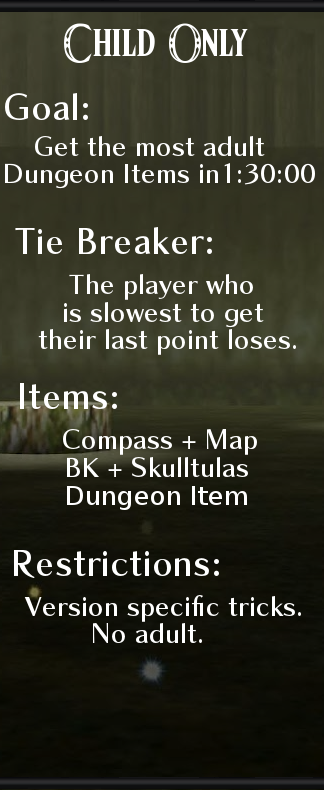 Child Only
Goal:
Get the most adult
Dungeon Items in1:30:00
Tie Breaker:
The player who
is slowest to get
their last point loses.
Items:
Compass + Map
BK + Skulltulas
Dungeon Item
Restrictions:
Version specific tricks.
No adult.